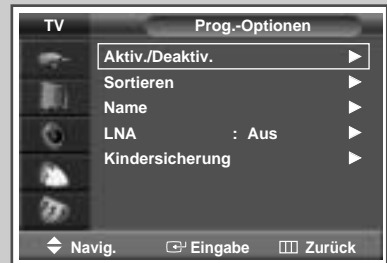 TV Prog.-Optionen
Aktiv./Deaktiv.
Sortieren
Name
LNA : Aus
Kindersicherung
Navig. Eingabe Zurück